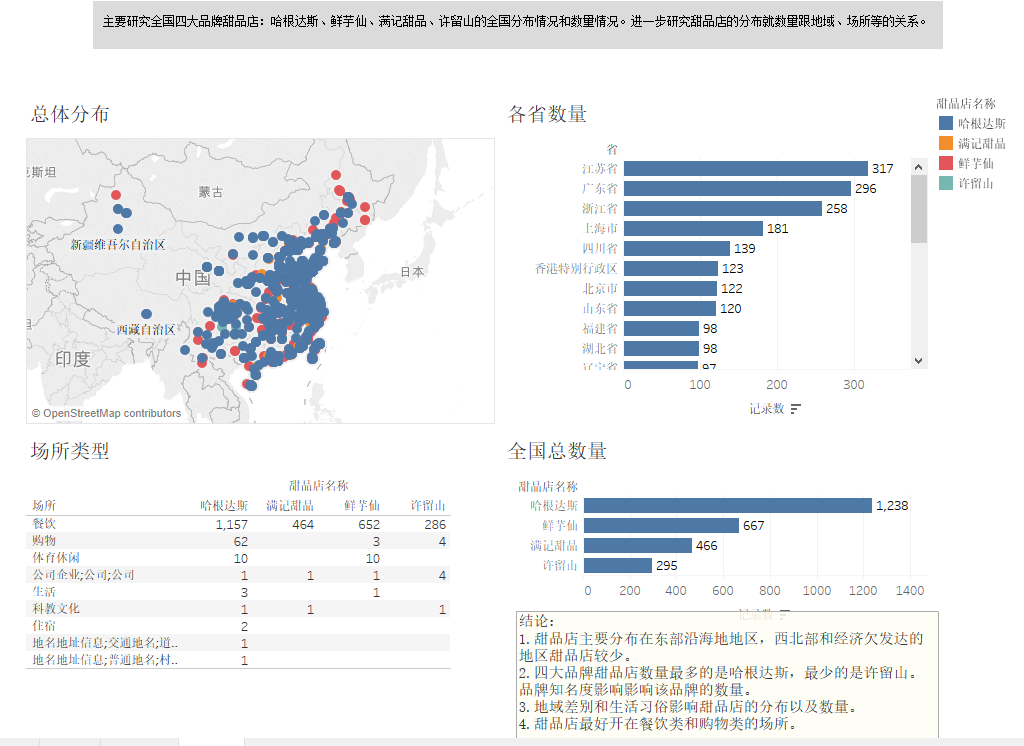 主要研究全国四大品牌甜品店：哈根达斯、鲜芋仙、满记甜品、许留山的全国分布情况和数量情况。进一步研究甜品店的分布就数量跟地域、场所等的关系。
总体分布
克斯坦
蒙古
新疆维吾尔自治区
中国
日本
西藏自治区
印度
© OpenStreetMap contributors
各省数量
省
江苏省 317
广东省 296
浙江省 258
上海市 181
四川省 139
香港特别行政区 123
北京市 122
山东省 120
福建省 98
湖北省 98
辽宁省 97
0 100 200 300
记录数
甜品店名称
哈根达斯
满记甜品
鲜芋仙
许留山
场所类型
甜品店名称
场所 哈根达斯 满记甜品 鲜芋仙 许留山
餐饮 1,157 464 652 286
购物 62 3 4
体育休闲 10 10
公司企业;公司;公司 1 1 1 4
生活 3 1
科教文化 1 1 1
住宿 2
地名地址信息;交通地名;道.. 1
地名地址信息;普通地名;村.. 1
全国总数量
甜品店名称
哈根达斯 1,238
鲜芋仙 667
满记甜品 466
许留山 295
0 200 400 600 800 1000 1200 1400
记录数
结论：
1. 甜品店主要分布在东部沿海地地区，西北部和经济欠发达的
地区甜品店较少。
2. 四大品牌甜品店数量最多的是哈根达斯，最少的是许留山。
品牌知名度影响影响该品牌的数量。
3. 地域差别和生活习俗影响甜品店的分布以及数量。
4. 甜品店最好开在餐饮类和购物类的场所。